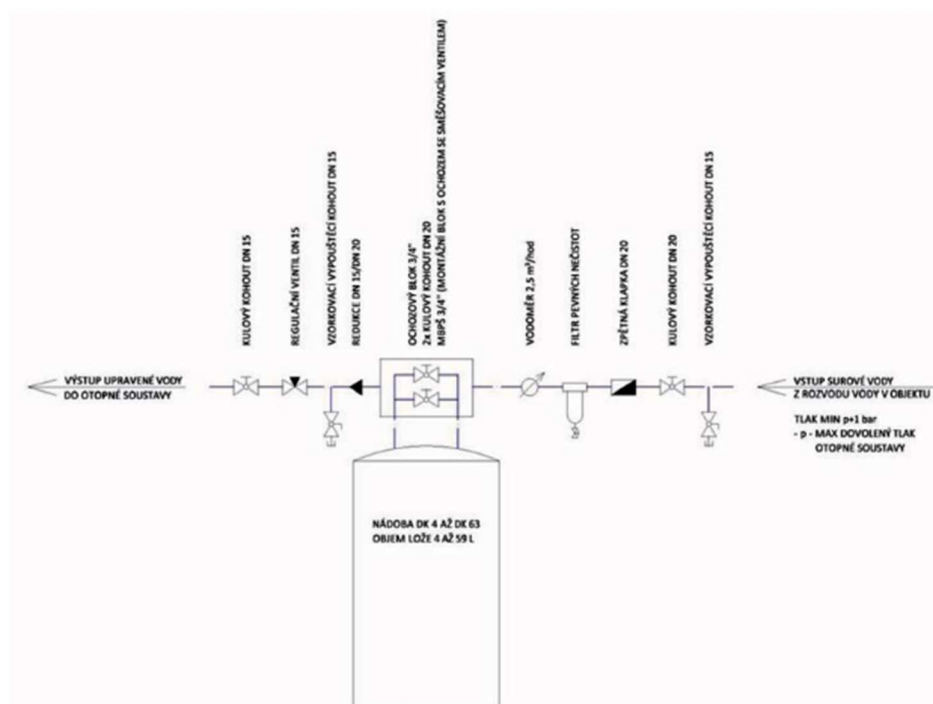 KULOVÝ KOHOUT DN 15
REGULAČNÍ VENTIL DN 15
VZORKOVACÍ VYPOUŠTĚCÍ KOHOUT DN 15
REDUKCE DN 15/DN 20
OCHOZOVÝ BLOK 3/4"
2x KULOVÝ KOHOUT DN 20
MBPŠ 3/4" (MONTÁŽNÍ BLOK S OCHOZEM SE SMĚŠOVACÍM VENTILEM)
VODOMĚR 2,5 m³/hod
FILTR PEVNÝCH NEČISTOT
ZPĚTNÁ KLAPKA DN 20
KULOVÝ KOHOUT DN 20
VZORKOVACÍ VYPOUŠTĚCÍ KOHOUT DN 15
VÝSTUP UPRAVENÉ VODY
DO OTOPNÉ SOUSTAVY
VSTUP SUROVÉ VODY
Z ROZVODU VODY V OBJEKTU
TLAK MIN p+1 bar
- p - MAX DOVOLENÝ TLAK
OTOPNÉ SOUSTAVY
NÁDOBA DK 4 AŽ DK 63
OBJEM LOŽE 4 AŽ 59 L